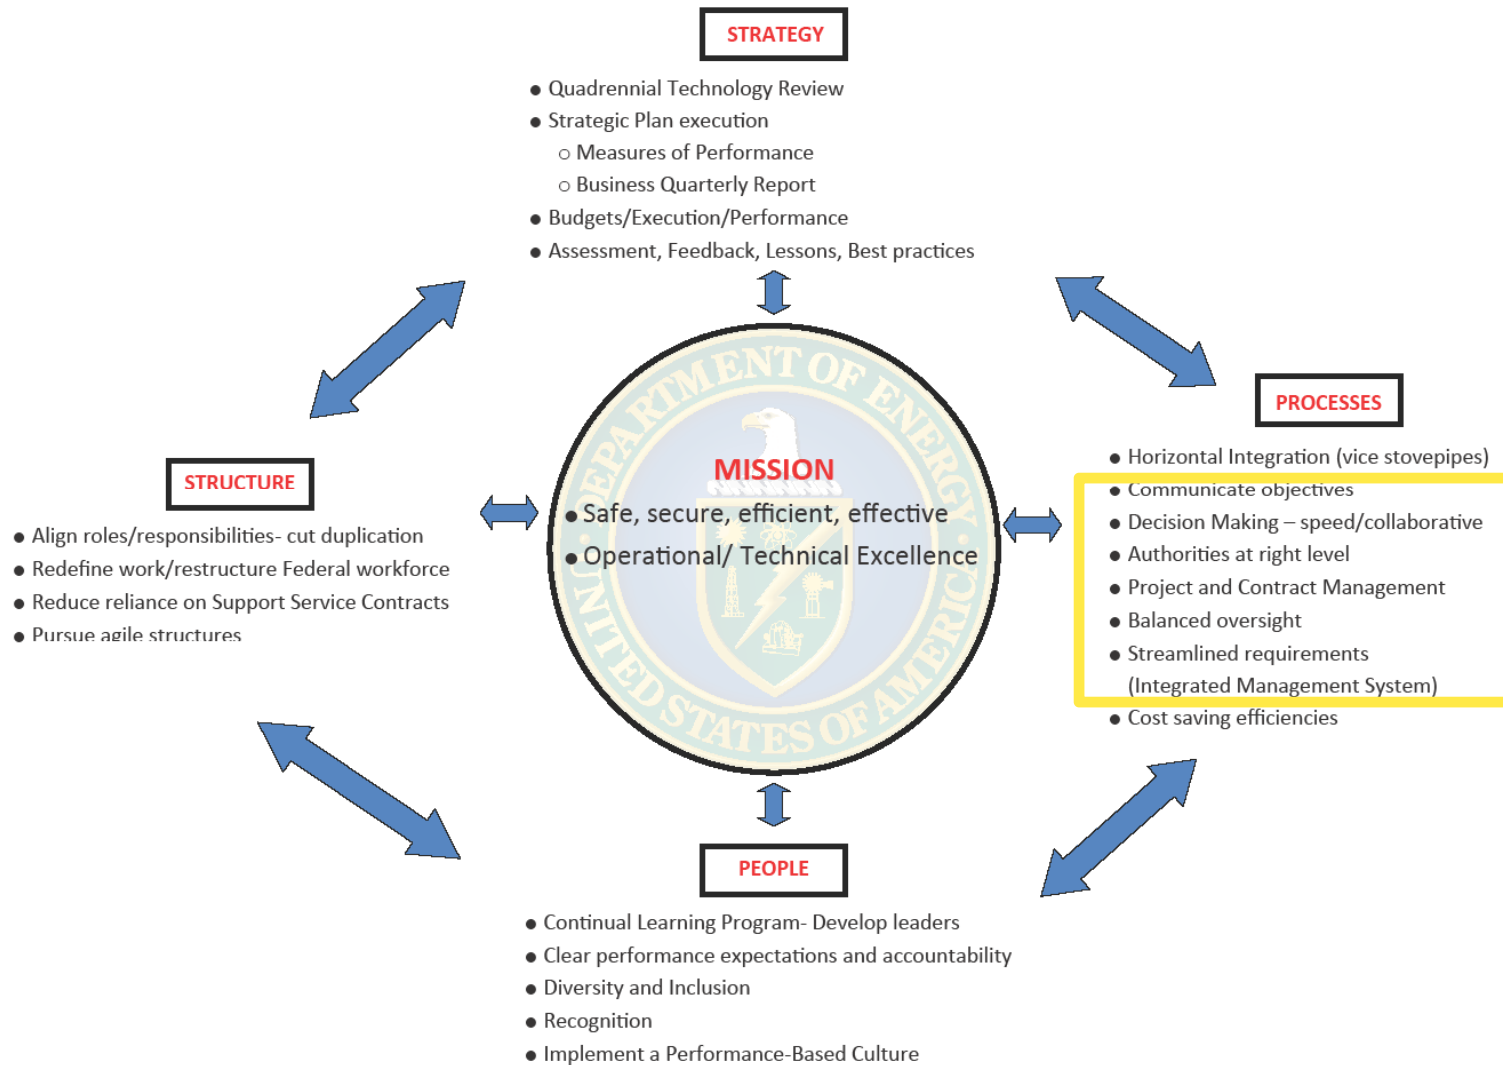 STRATEGY
● Quadrennial Technology Review
● Strategic Plan execution
○ Measures of Performance
○ Business Quarterly Report
● Budgets/Execution/Performance
● Assessment, Feedback, Lessons, Best practices
STRUCTURE
● Align roles/responsibilities- cut duplication
● Redefine work/restructure Federal workforce
● Reduce reliance on Support Service Contracts
● Pursue agile structures
DEPARTMENT OF ENERGY
UNITED STATES OF AMERICA
MISSION
● Safe, secure, efficient, effective
● Operational/ Technical Excellence
PROCESSES
● Horizontal Integration (vice stovepipes)
● Communicate objectives
● Decision Making – speed/collaborative
● Authorities at right level
● Project and Contract Management
● Balanced oversight
● Streamlined requirements
(Integrated Management System)
● Cost saving efficiencies
PEOPLE
● Continual Learning Program- Develop leaders
● Clear performance expectations and accountability
● Diversity and Inclusion
● Recognition
● Implement a Performance-Based Culture